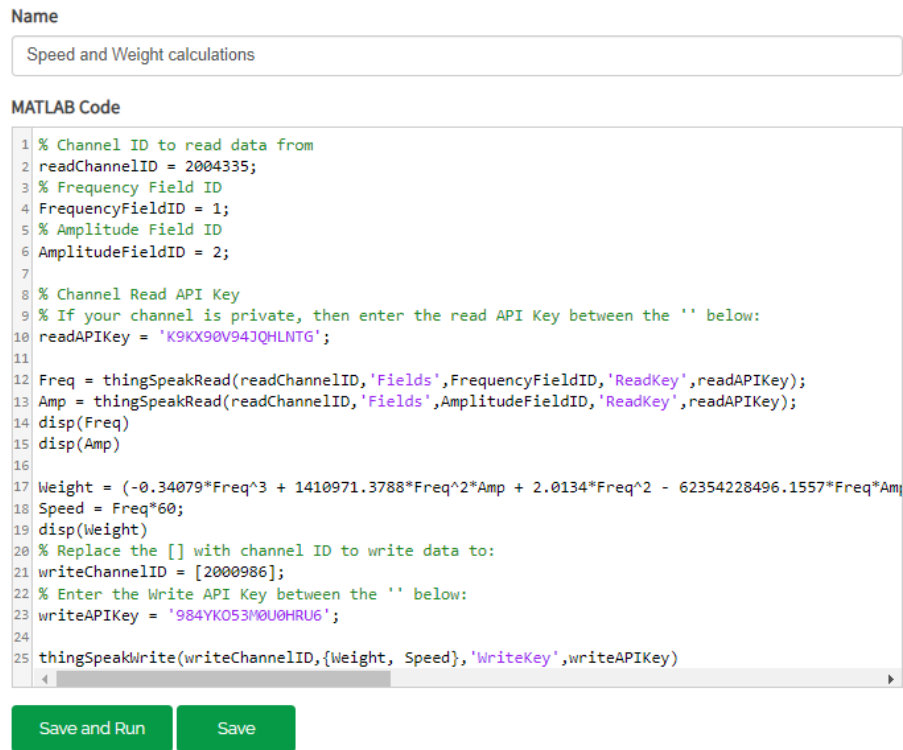 Name
Speed and Weight calculations
MATLAB Code
1 % Channel ID to read data from
2 readChannelID = 2004335;
3 % Frequency Field ID
4 FrequencyFieldID = 1;
5 % Amplitude Field ID
6 AmplitudeFieldID = 2;
7
8 % Channel Read API Key
9 % If your channel is private, then enter the read API Key between the '' below:
10 readAPIKey = 'K9KX90V94JQHLNTG';
11
12 Freq = thingSpeakRead(readChannelID,'Fields',FrequencyFieldID,'ReadKey',readAPIKey);
13 Amp = thingSpeakRead(readChannelID,'Fields',AmplitudeFieldID,'ReadKey',readAPIKey);
14 disp(Freq)
15 disp(Amp)
16
17 Weight = (-0.34079*Freq^3 + 1410971.3788*Freq^2*Amp + 2.0134*Freq^2 - 62354228496.1557*Freq*Am
18 Speed = Freq*60;
19 disp(Weight)
20 % Replace the [] with channel ID to write data to:
21 writeChannelID = [2000986];
22 % Enter the Write API Key between the '' below:
23 writeAPIKey = '984YKO53M0U0HRU6';
24
25 thingSpeakWrite(writeChannelID,{Weight, Speed},'WriteKey',writeAPIKey)
Save and Run
Save